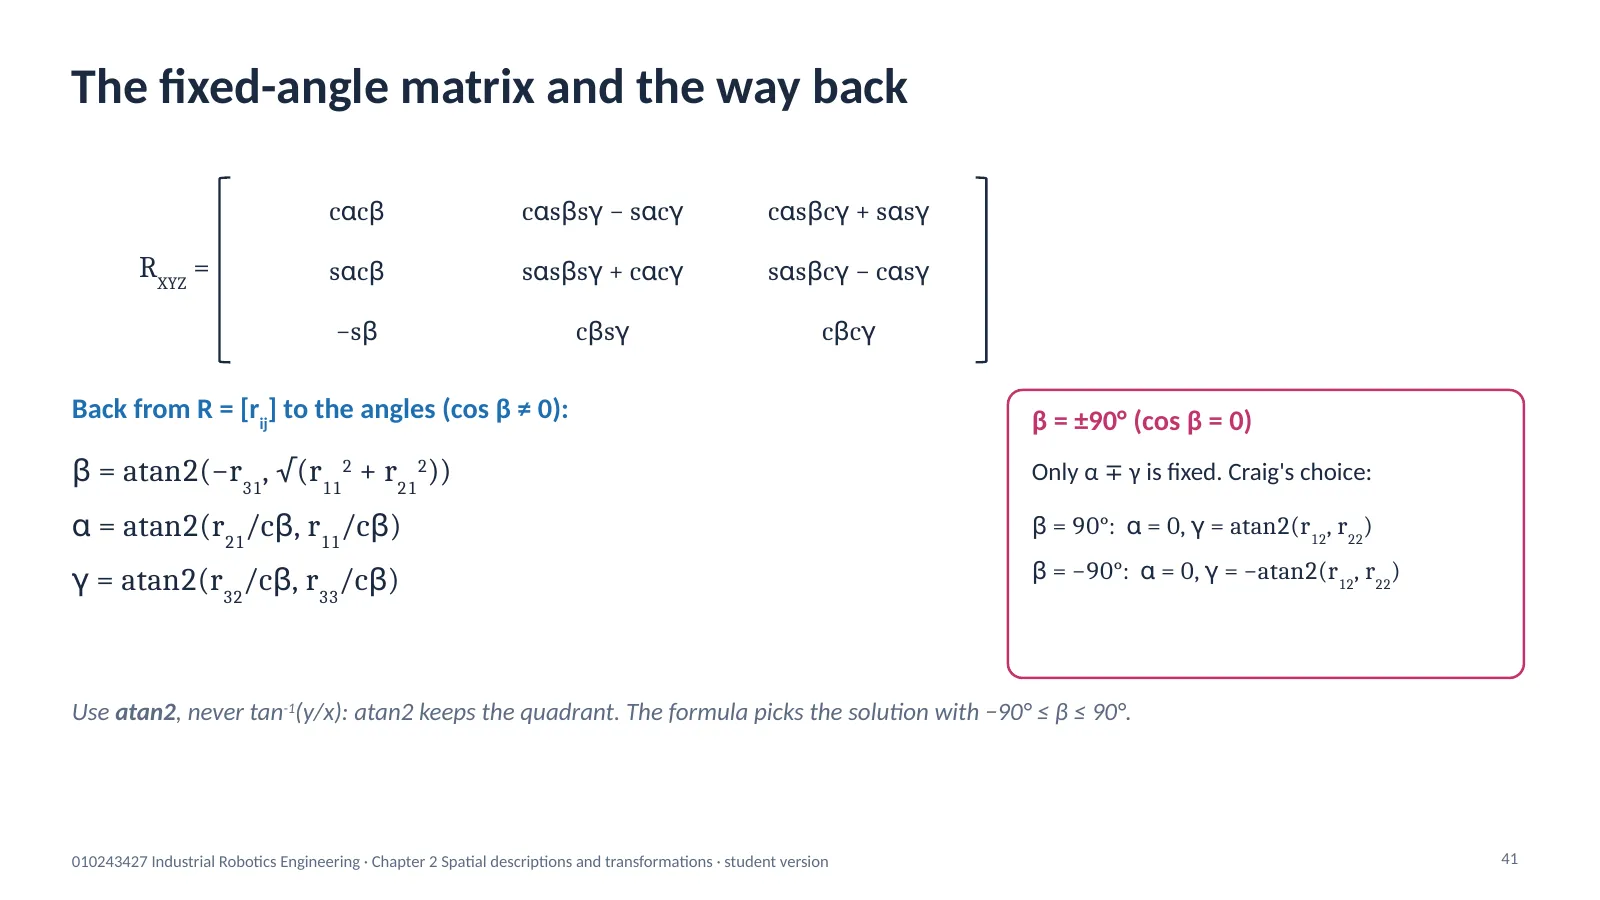 The fixed-angle matrix and the way back
cαcβ cαsβsγ − sαcγ cαsβcγ + sαsγ
R_XYZ = sαcβ sαsβsγ + cαcγ sαsβcγ − cαsγ
−sβ cβsγ cβcγ
Back from R = [r_ij] to the angles (cos β ≠ 0):
β = atan2(−r₃₁, √(r₁₁² + r₂₁²))
α = atan2(r₂₁/cβ, r₁₁/cβ)
γ = atan2(r₃₂/cβ, r₃₃/cβ)
β = ±90° (cos β = 0)
Only α ∓ γ is fixed. Craig's choice:
β = 90°: α = 0, γ = atan2(r₁₂, r₂₂)
β = −90°: α = 0, γ = −atan2(r₁₂, r₂₂)
Use atan2, never tan⁻¹(y/x): atan2 keeps the quadrant. The formula picks the solution with −90° ≤ β ≤ 90°.
010243427 Industrial Robotics Engineering · Chapter 2 Spatial descriptions and transformations · student version
41